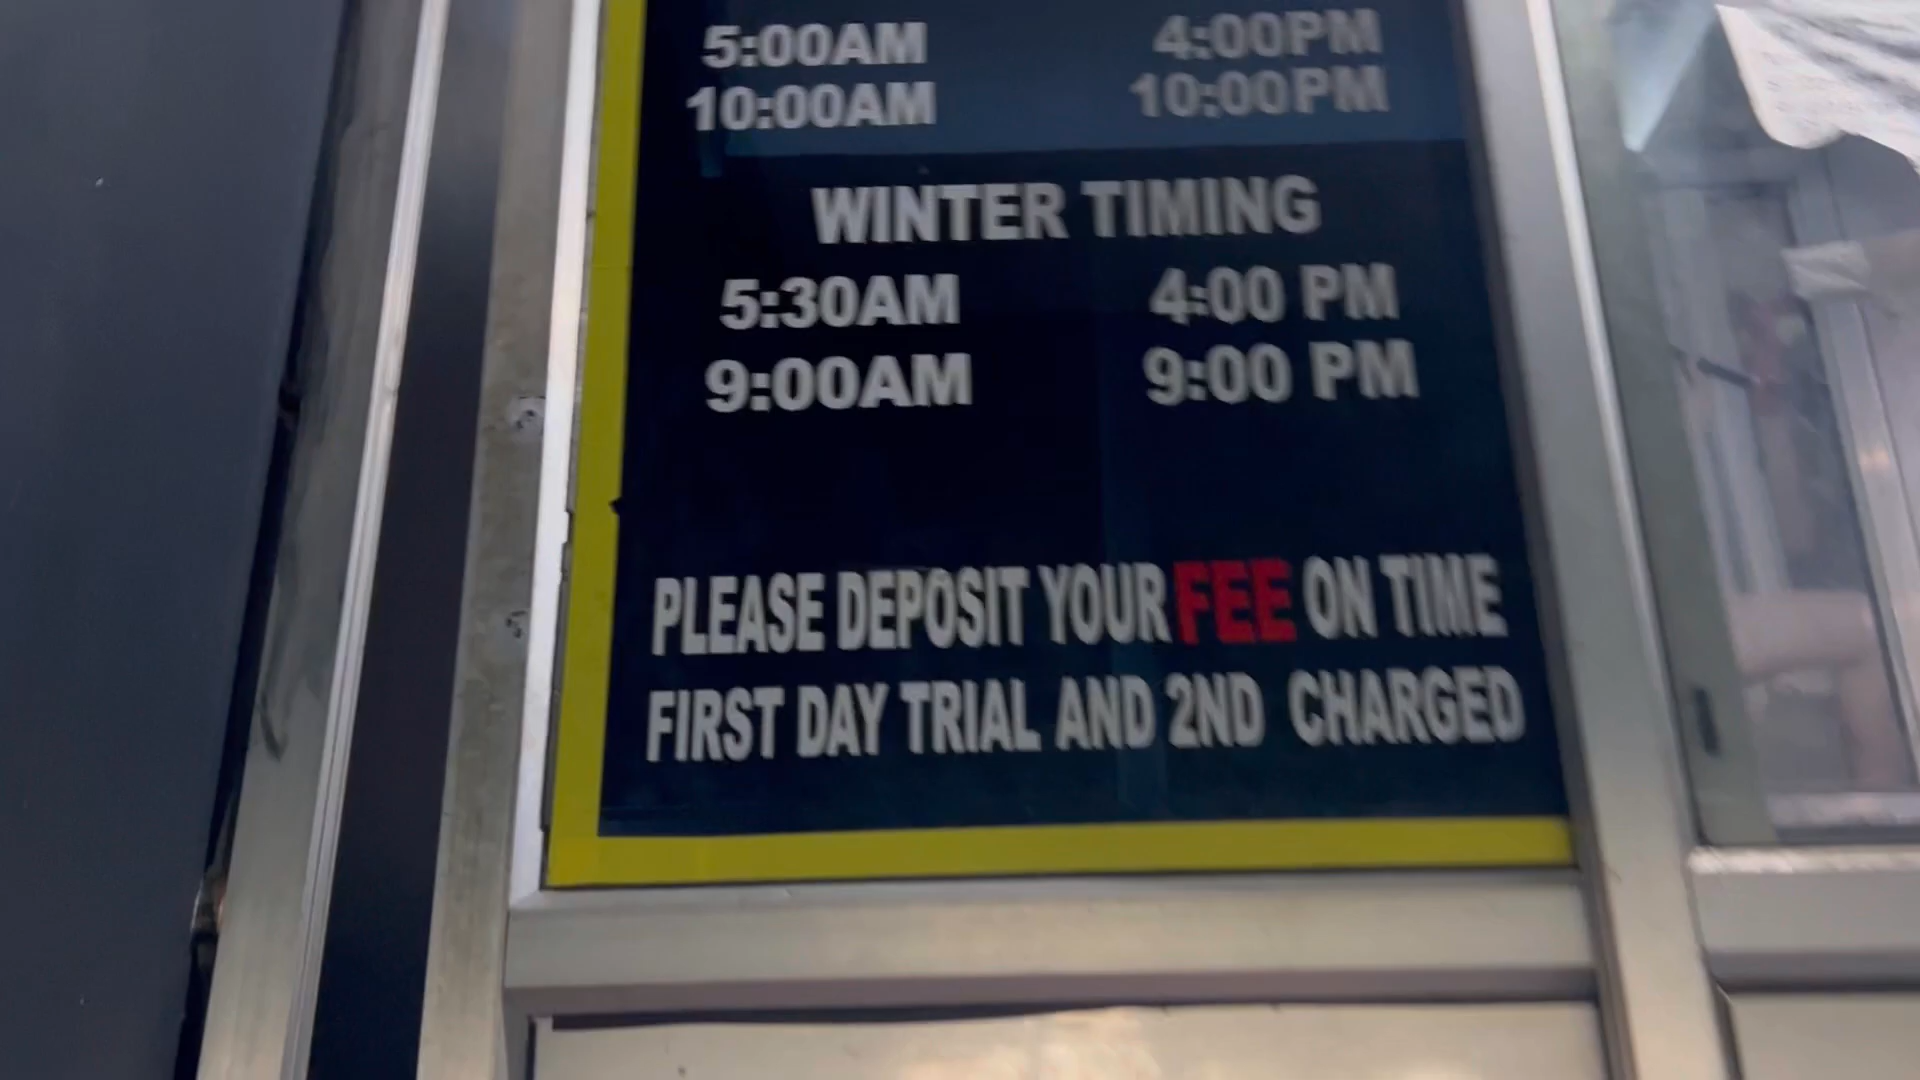 5:00AM 4:00PM
10:00AM 10:00PM
WINTER TIMING
5:30AM 4:00 PM
9:00AM 9:00 PM
PLEASE DEPOSIT YOUR FEE ON TIME
FIRST DAY TRIAL AND 2ND CHARGED